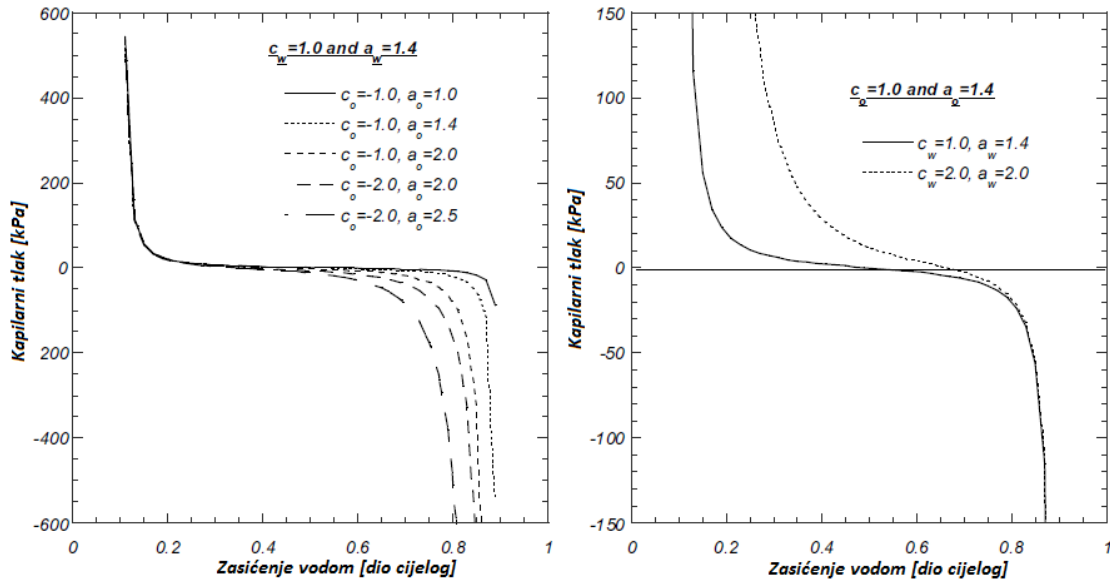 c_w=1.0 and a_w=1.4
c_o=-1.0, a_o=1.0
c_o=-1.0, a_o=1.4
c_o=-1.0, a_o=2.0
c_o=-2.0, a_o=2.0
c_o=-2.0, a_o=2.5
Kapilarni tlak [kPa]
600
400
200
0
200
-400
-600
0
0.2
0.4
0.6
0.8
1
Zasićenje vodom [dio cijelog]
c_o=1.0 and a_o=1.4
c_w=1.0, a_w=1.4
c_w=2.0, a_w=2.0
Kapilarni tlak [kPa]
150
100
50
0
-50
-100
-150
0
0.2
0.4
0.6
0.8
1
Zasićenje vodom [dio cijelog]